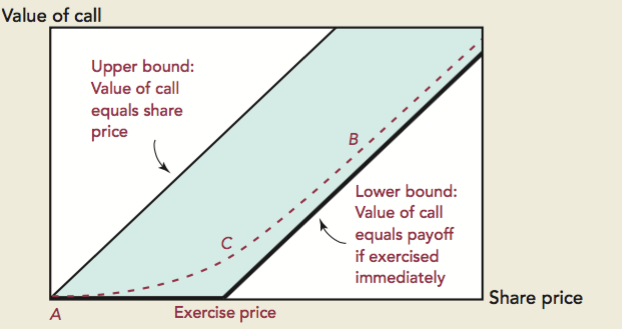 Value of call
Upper bound:
Value of call
equals share
price
B
Lower bound:
Value of call
equals payoff
if exercised
immediately
C
Share price
A
Exercise price